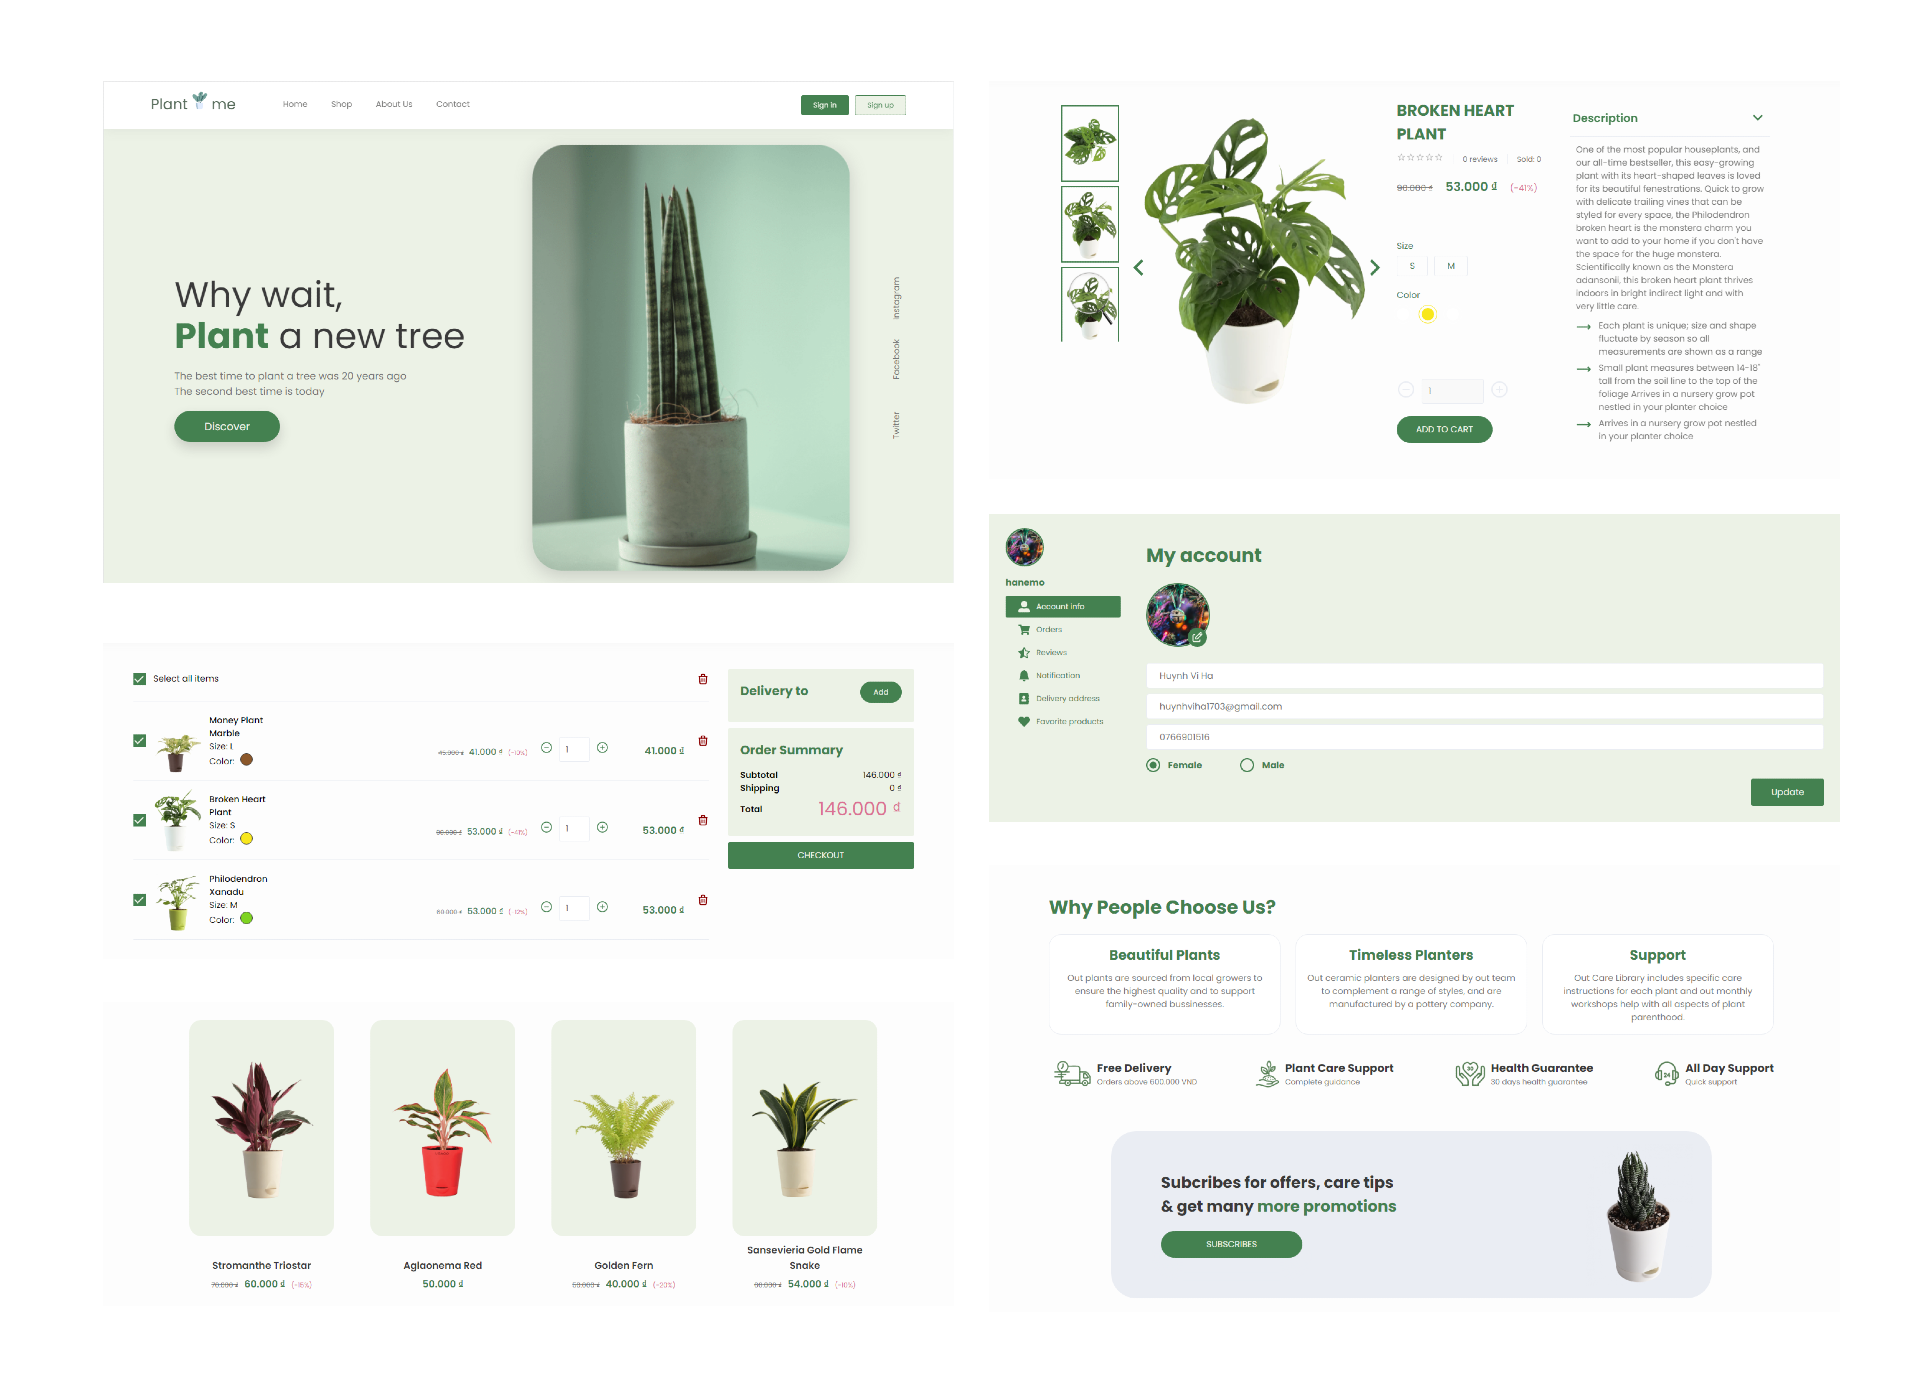 Plant me
Home Shop About Us Contact
Sign in Sign up
Why wait,
Plant a new tree
The best time to plant a tree was 20 years ago
The second best time is today
Discover
Instagram
Facebook
Twitter
Select all items
Money Plant
Marble
Size: L
Color:
45.000 ₫ 41.000 ₫ (-10%) 1 41.000 ₫
Broken Heart
Plant
Size: S
Color:
90.000 ₫ 53.000 ₫ (-41%) 1 53.000 ₫
Philodendron
Xanadu
Size: M
Color:
60.000 ₫ 53.000 ₫ (-12%) 1 53.000 ₫
Delivery to Add
Order Summary
Subtotal 146.000 ₫
Shipping 0 ₫
Total 146.000 ₫
CHECKOUT
Stromanthe Triostar
70.000 ₫ 60.000 ₫ (-15%)
Aglaonema Red
50.000 ₫
Golden Fern
50.000 ₫ 40.000 ₫ (-20%)
Sansevieria Gold Flame
Snake
60.000 ₫ 54.000 ₫ (-10%)
BROKEN HEART
PLANT
0 reviews Sold: 0
90.000 ₫ 53.000 ₫ (-41%)
Size
S M
Color
1
ADD TO CART
Description
One of the most popular houseplants, and
our all-time bestseller, this easy-growing
plant with its heart-shaped leaves is loved
for its beautiful fenestrations. Quick to grow
with delicate trailing vines that can be
styled for every space, the Philodendron
broken heart is the monstera charm you
want to add to your home if you don't have
the space for the huge monstera.
Scientifically known as the Monstera
adansonii, this broken heart plant thrives
indoors in bright indirect light and with
very little care.
Each plant is unique; size and shape
fluctuate by season so all
measurements are shown as a range
Small plant measures between 14-18"
tall from the soil line to the top of the
foliage Arrives in a nursery grow pot
nestled in your planter choice
Arrives in a nursery grow pot nestled
in your planter choice
hanemo
Account info
Orders
Reviews
Notification
Delivery address
Favorite products
My account
Huynh Vi Ha
huynhviha1703@gmail.com
0766901516
Female Male
Update
Why People Choose Us?
Beautiful Plants
Out plants are sourced from local growers to
ensure the highest quality and to support
family-owned bussinesses.
Timeless Planters
Out ceramic planters are designed by out team
to complement a range of styles, and are
manufactured by a pottery company.
Support
Out Care Library includes specific care
instructions for each plant and out monthly
workshops help with all aspects of plant
parenthood.
Free Delivery
Orders above 600.000 VND
Plant Care Support
Complete guidance
30
Health Guarantee
30 days health guarantee
24
All Day Support
Quick support
Subcribes for offers, care tips
& get many more promotions
SUBSCRIBES